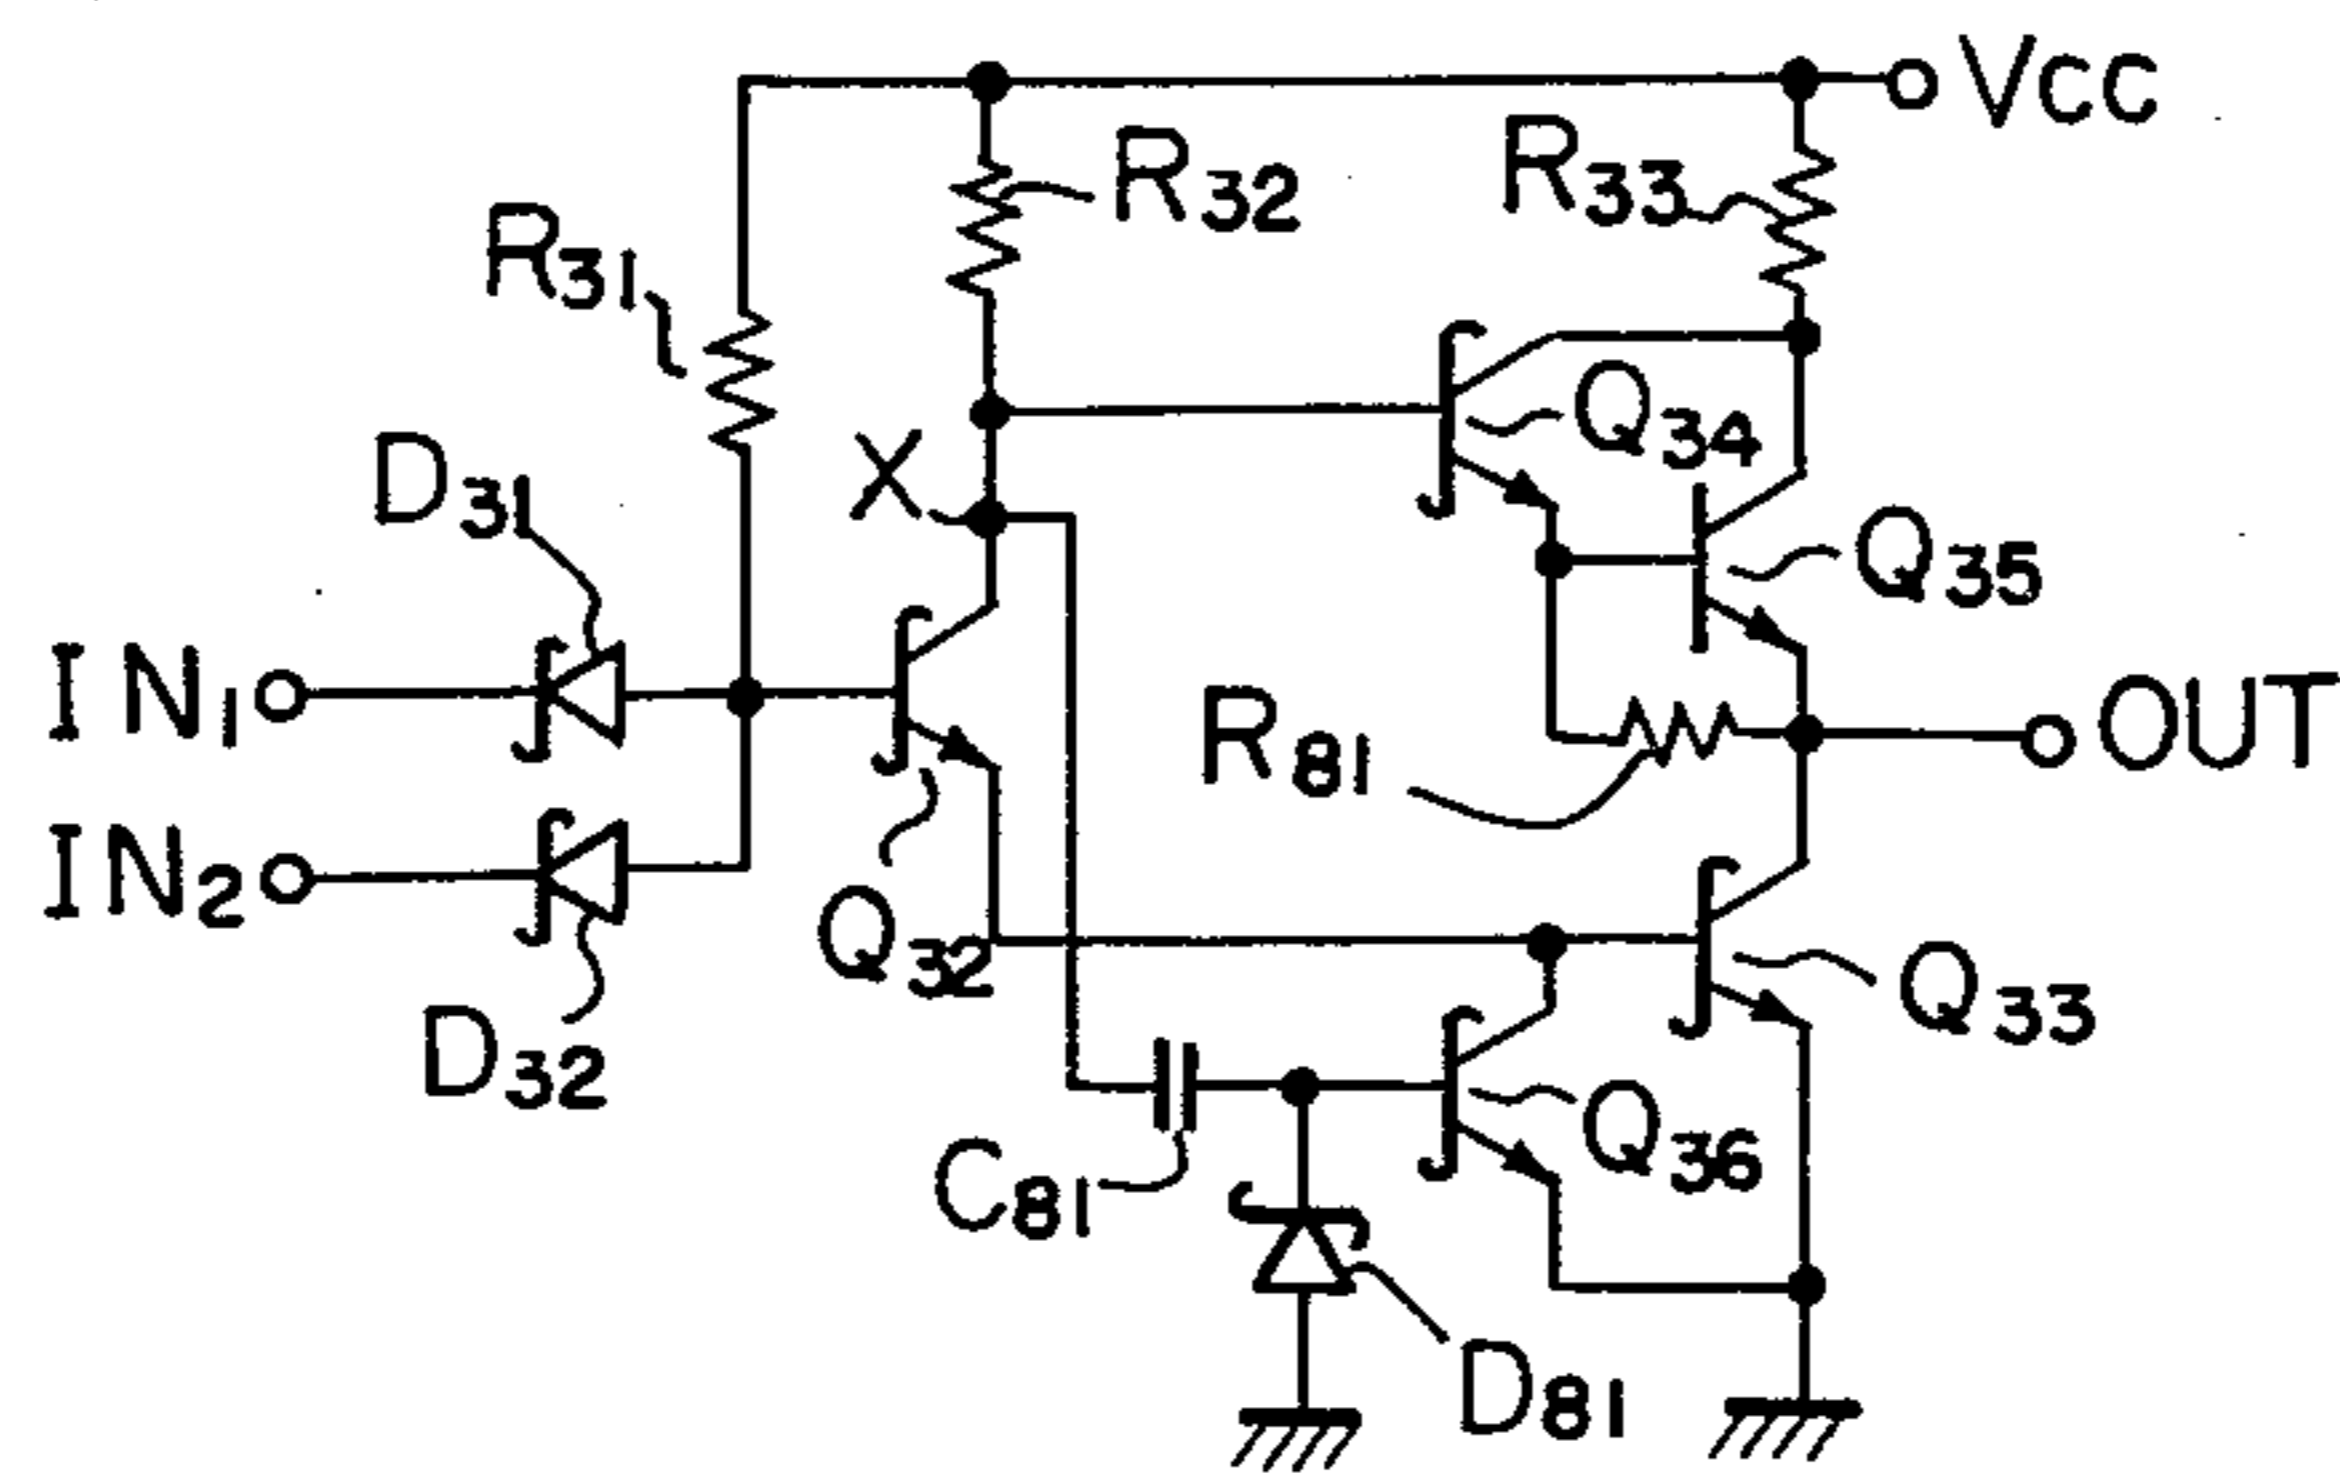 Vcc
R32
R33
R31
Q34
D31
X
Q35
IN1
R81
OUT
IN2
Q32
Q33
D32
Q36
C81
D81